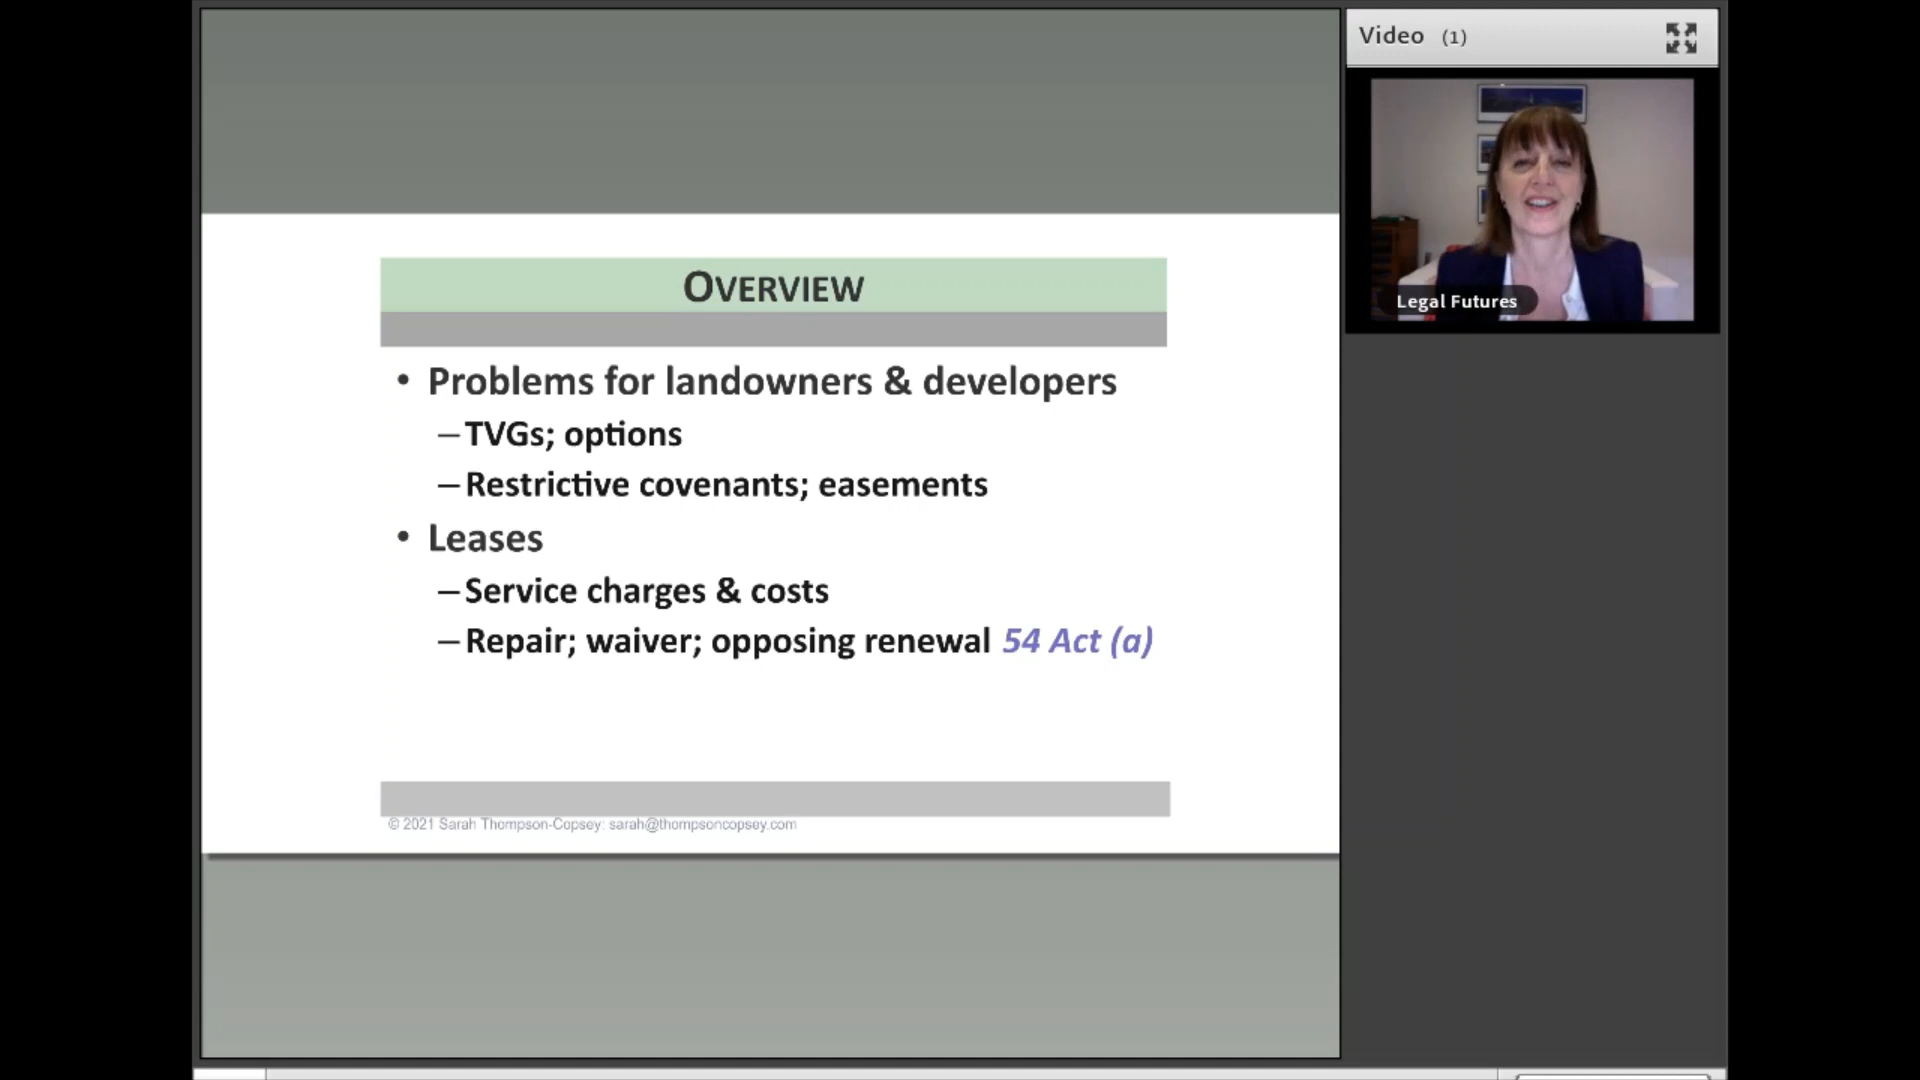 Video (1)
Legal Futures
OVERVIEW
• Problems for landowners & developers
–TVGs; options
–Restrictive covenants; easements
• Leases
–Service charges & costs
–Repair; waiver; opposing renewal 54 Act (a)
© 2021 Sarah Thompson-Copsey: sarah@thompsoncopsey.com